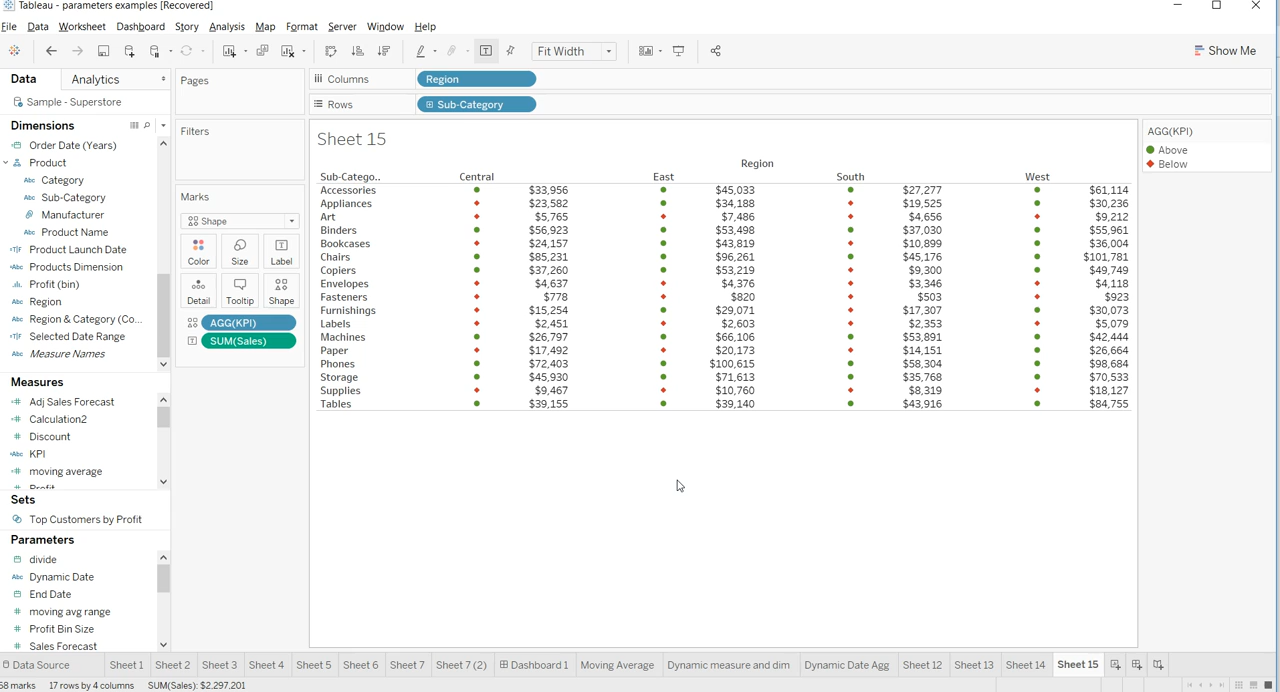 Tableau - parameters examples [Recovered]
File Data Worksheet Dashboard Story Analysis Map Format Server Window Help
Fit Width
Show Me
Data Analytics
Sample - Superstore
Dimensions
Order Date (Years)
Product
Abc Category
Abc Sub-Category
Manufacturer
Abc Product Name
Product Launch Date
Abc Products Dimension
Profit (bin)
Abc Region
Abc Region & Category (Co...
Selected Date Range
Abc Measure Names
Measures
Adj Sales Forecast
Calculation2
Discount
Abc KPI
moving average
Profit
Sets
Top Customers by Profit
Parameters
divide
Abc Dynamic Date
End Date
moving avg range
Profit Bin Size
Sales Forecast
Pages
Filters
Marks
Shape
Color Size Label
Detail Tooltip Shape
AGG(KPI)
SUM(Sales)
Columns Region
Rows Sub-Category
Sheet 15
Region
Sub-Catego.. Central East South West
Accessories $33,956 $45,033 $27,277 $61,114
Appliances $23,582 $34,188 $19,525 $30,236
Art $5,765 $7,486 $4,656 $9,212
Binders $56,923 $53,498 $37,030 $55,961
Bookcases $24,157 $43,819 $10,899 $36,004
Chairs $85,231 $96,261 $45,176 $101,781
Copiers $37,260 $53,219 $9,300 $49,749
Envelopes $4,637 $4,376 $3,346 $4,118
Fasteners $778 $820 $503 $923
Furnishings $15,254 $29,071 $17,307 $30,073
Labels $2,451 $2,603 $2,353 $5,079
Machines $26,797 $66,106 $53,891 $42,444
Paper $17,492 $20,173 $14,151 $26,664
Phones $72,403 $100,615 $58,304 $98,684
Storage $45,930 $71,613 $35,768 $70,533
Supplies $9,467 $10,760 $8,319 $18,127
Tables $39,155 $39,140 $43,916 $84,755
AGG(KPI)
Above
Below
Data Source Sheet 1 Sheet 2 Sheet 3 Sheet 4 Sheet 5 Sheet 6 Sheet 7 Sheet 7 (2) Dashboard 1 Moving Average Dynamic measure and dim Dynamic Date Agg Sheet 12 Sheet 13 Sheet 14 Sheet 15
58 marks 17 rows by 4 columns SUM(Sales): $2,297,201